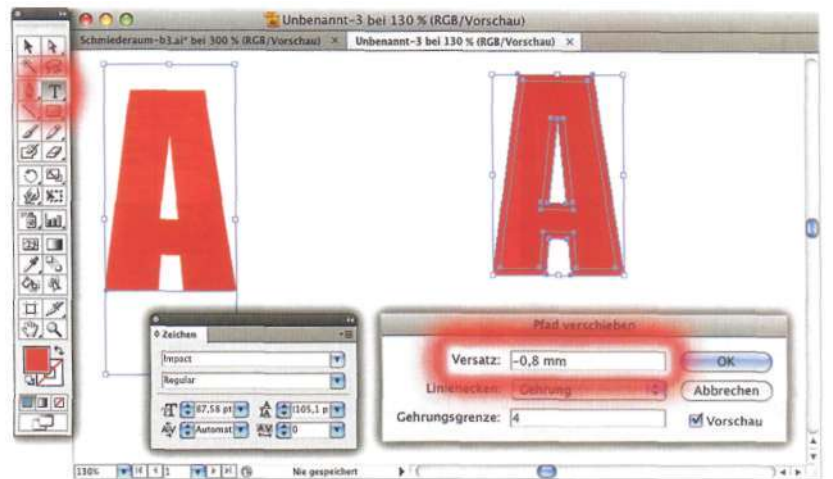 Unbenannt-3 bei 130 % (RGB/Vorschau)
Schmiederaum-b3.ai* bei 300 % (RGB/Vorschau) × Unbenannt-3 bei 130 % (RGB/Vorschau) ×
T
A A
Zeichen
Impact
Regular
87,58 pt (105,1 p
Automat 0
Pfad verschieben
Versatz: -0,8 mm OK
Linienecken: Gehrung Abbrechen
Gehrungsgrenze: 4 Vorschau
130% 1 Nie gespeichert